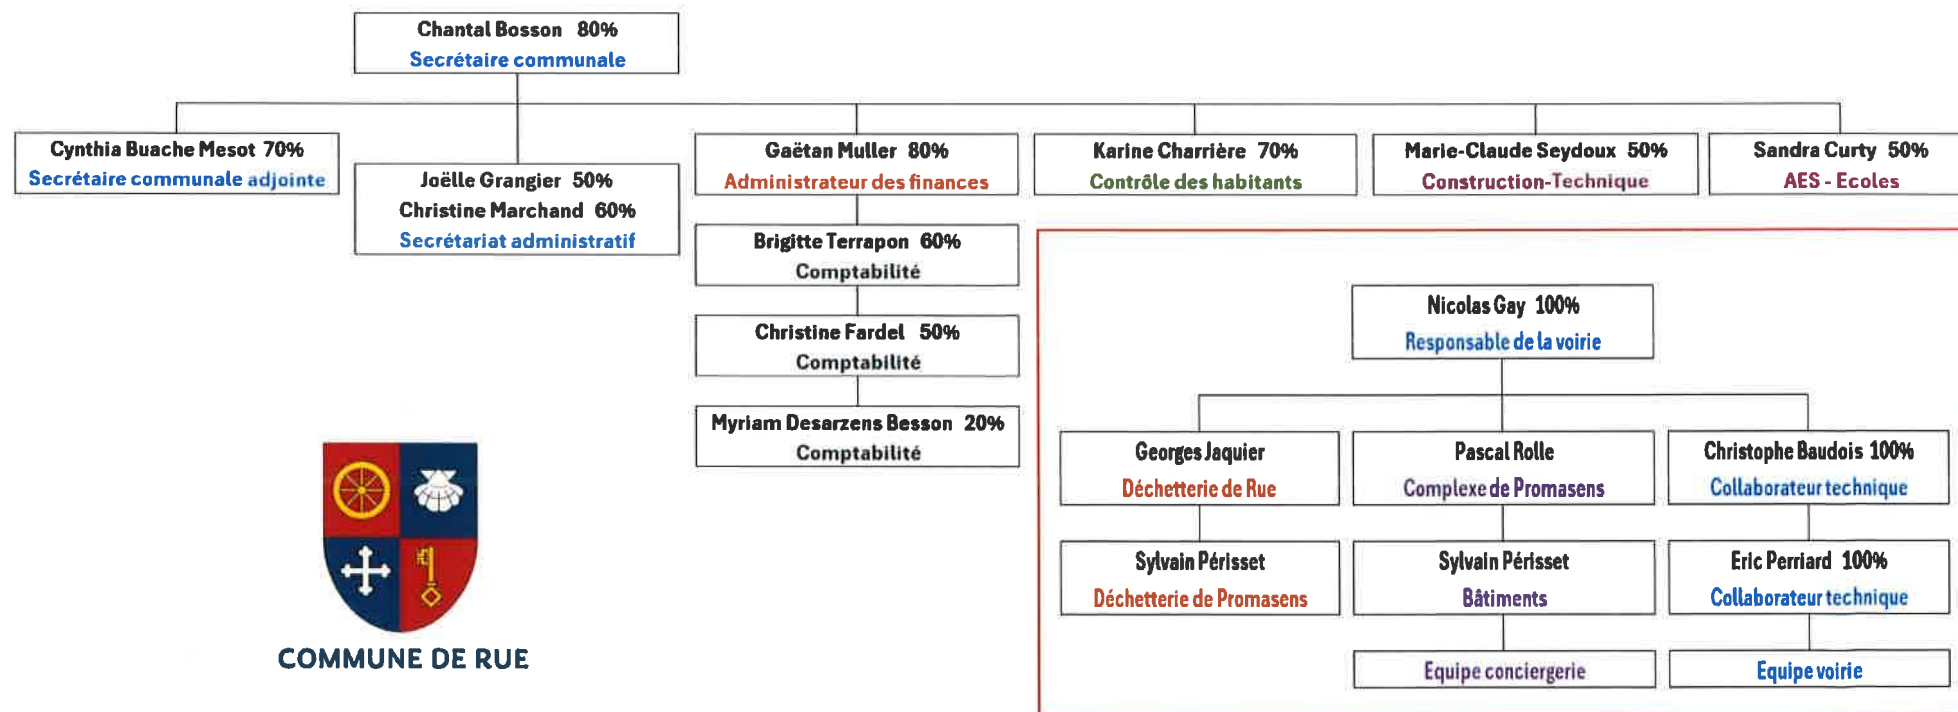 Chantal Bosson 80%
Secrétaire communale
Cynthia Buache Mesot 70%
Secrétaire communale adjointe
Joëlle Grangier 50%
Christine Marchand 60%
Secrétariat administratif
Gaëtan Muller 80%
Administrateur des finances
Brigitte Terrapon 60%
Comptabilité
Christine Fardel 50%
Comptabilité
Myriam Desarzens Besson 20%
Comptabilité
Karine Charrière 70%
Contrôle des habitants
Marie-Claude Seydoux 50%
Construction-Technique
Sandra Curty 50%
AES - Ecoles
Nicolas Gay 100%
Responsable de la voirie
Georges Jaquier
Déchetterie de Rue
Sylvain Périsset
Déchetterie de Promasens
Pascal Rolle
Complexe de Promasens
Sylvain Périsset
Bâtiments
Equipe conciergerie
Christophe Baudois 100%
Collaborateur technique
Eric Perriard 100%
Collaborateur technique
Equipe voirie
COMMUNE DE RUE